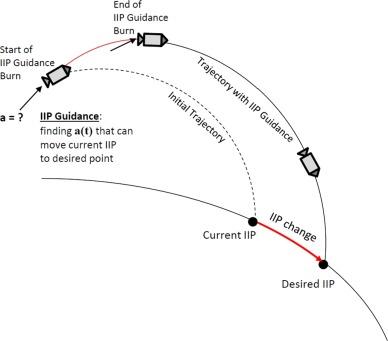 End of
IIP Guidance
Burn
Start of
IIP Guidance
Burn
a = ?
IIP Guidance:
finding a(t) that can
move current IIP
to desired point
Initial Trajectory
Trajectory with IIP Guidance
Current IIP
IIP change
Desired IIP